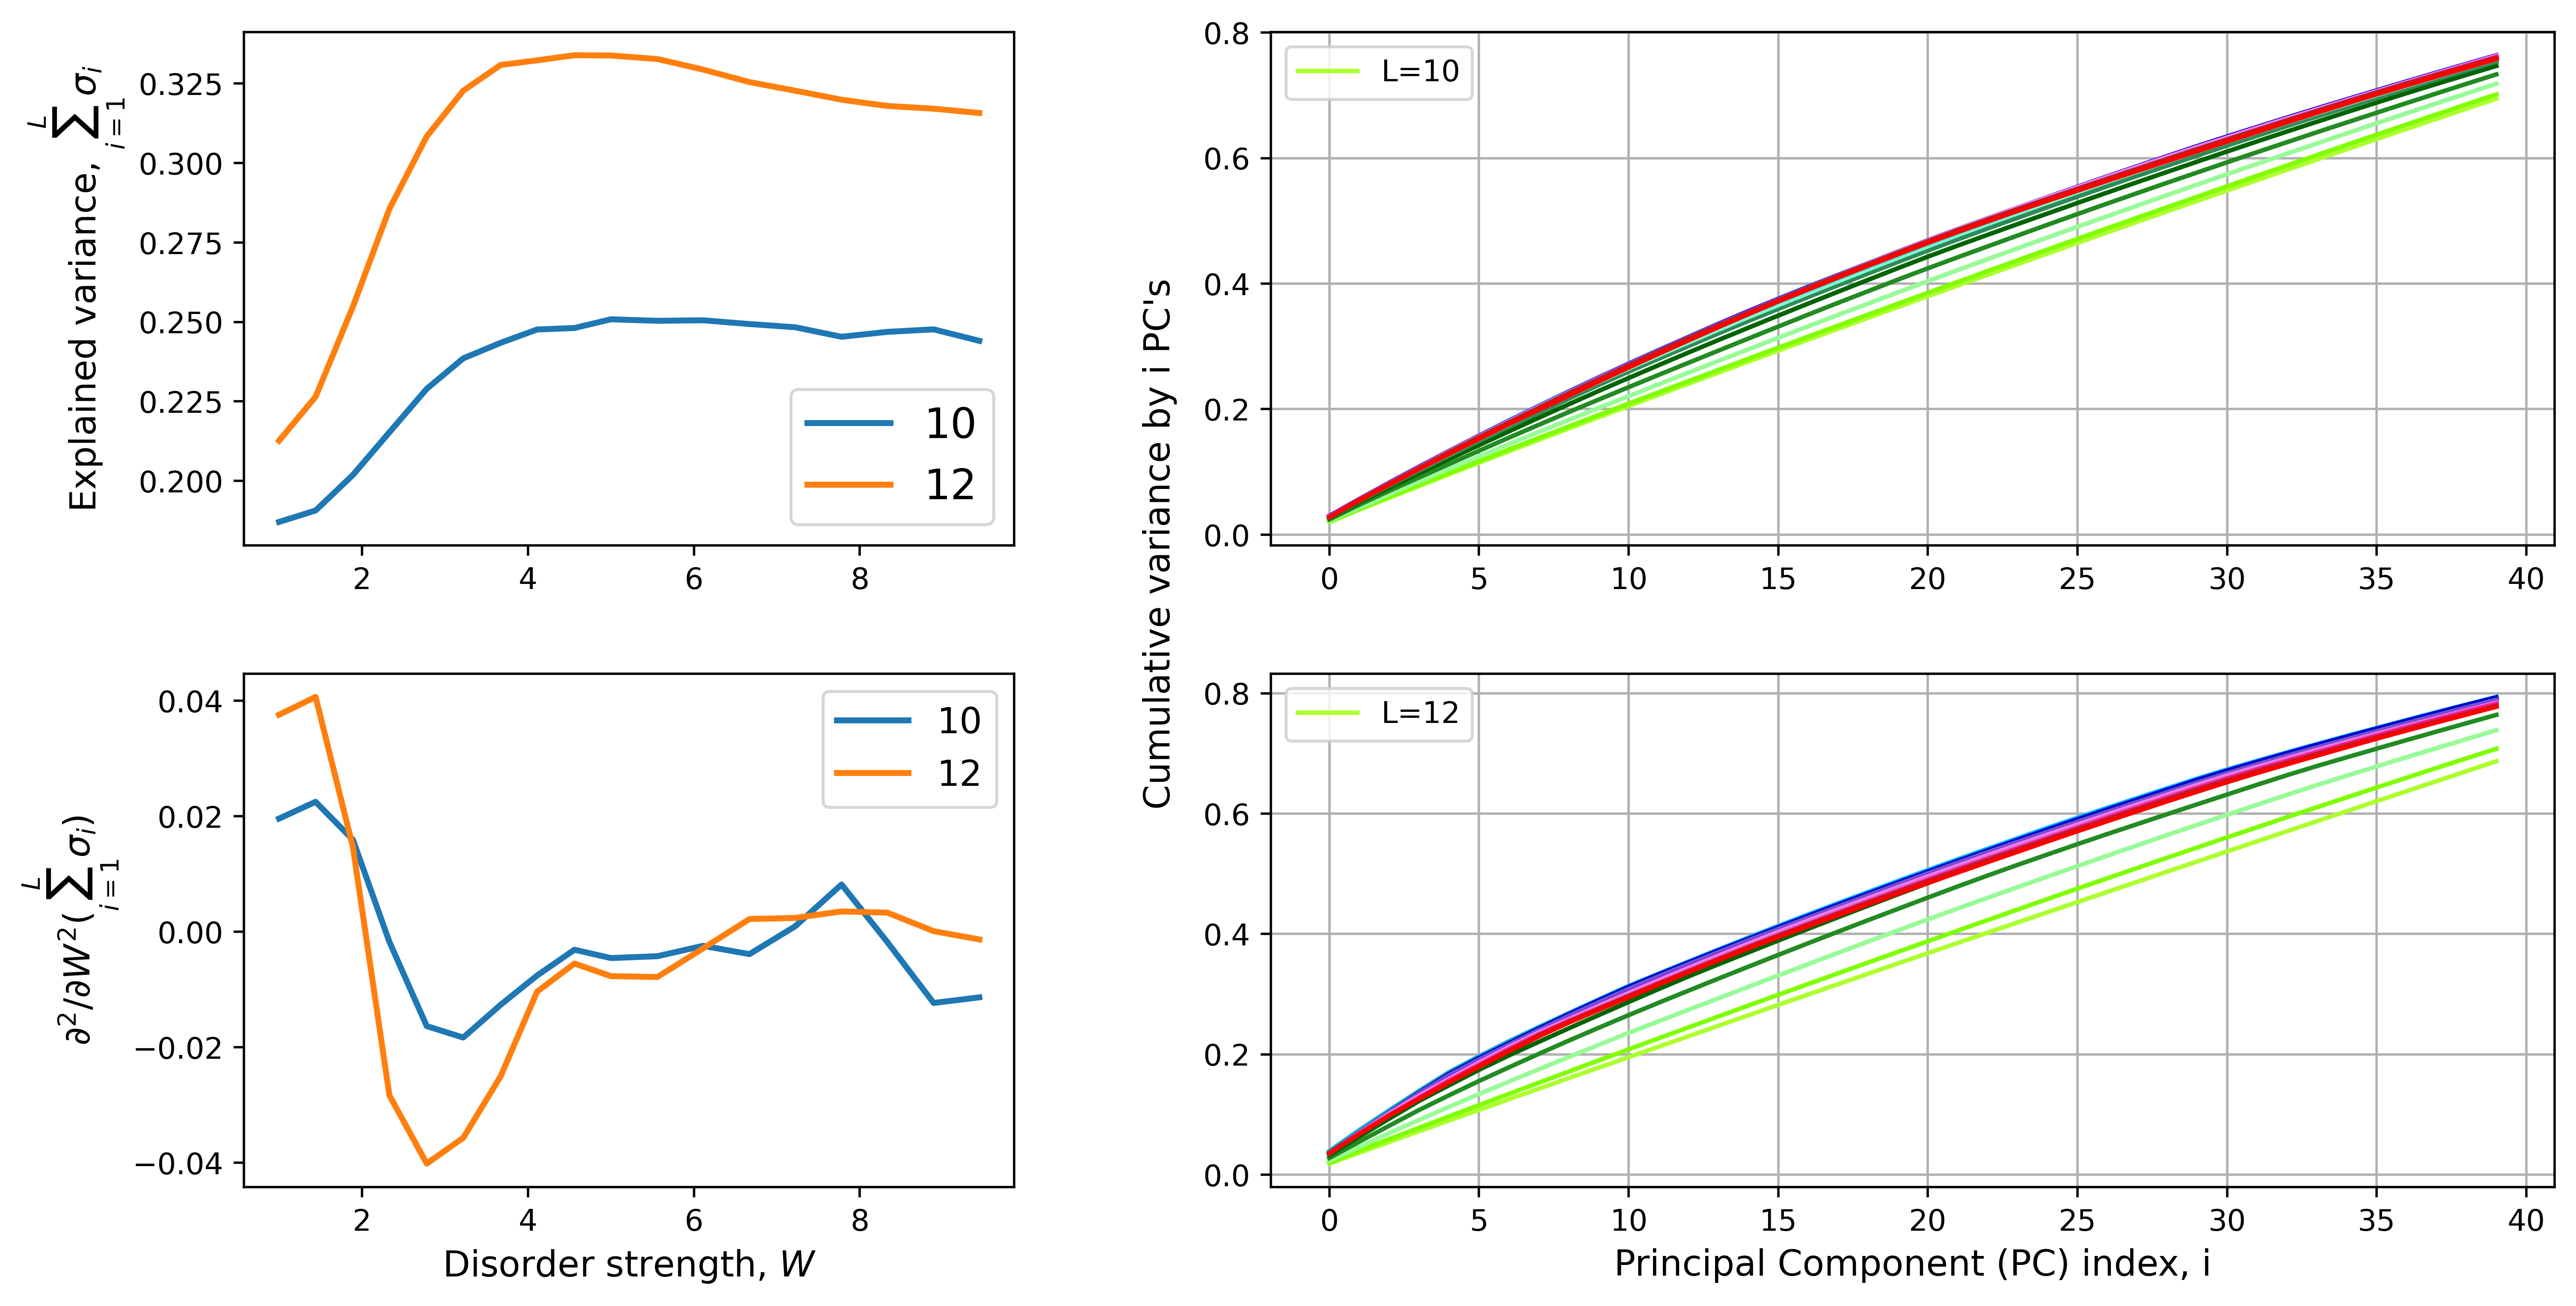 Explained variance, $\sum_{i=1}^{L} \sigma_i$
0.325
0.300
0.275
0.250
0.225
0.200
10
12
2 4 6 8
∂²/∂W²($\sum_{i=1}^{L} \sigma_i$)
0.04
0.02
0.00
−0.02
−0.04
10
12
2 4 6 8
Disorder strength, W
Cumulative variance by i PC's
0.8
0.6
0.4
0.2
0.0
L=10
0 5 10 15 20 25 30 35 40
0.8
0.6
0.4
0.2
0.0
L=12
0 5 10 15 20 25 30 35 40
Principal Component (PC) index, i